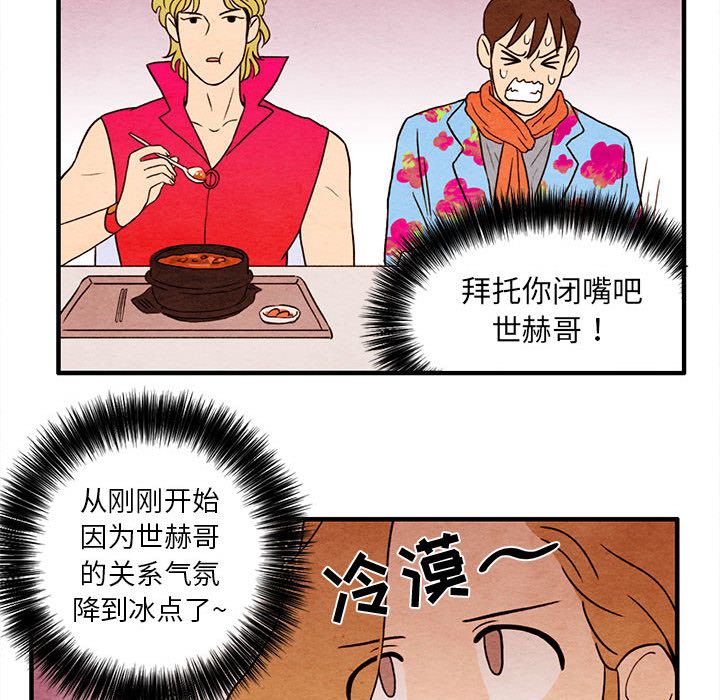 拜托你闭嘴吧
世赫哥！
从刚刚开始
因为世赫哥
的关系气氛
降到冰点了~
冷漠~